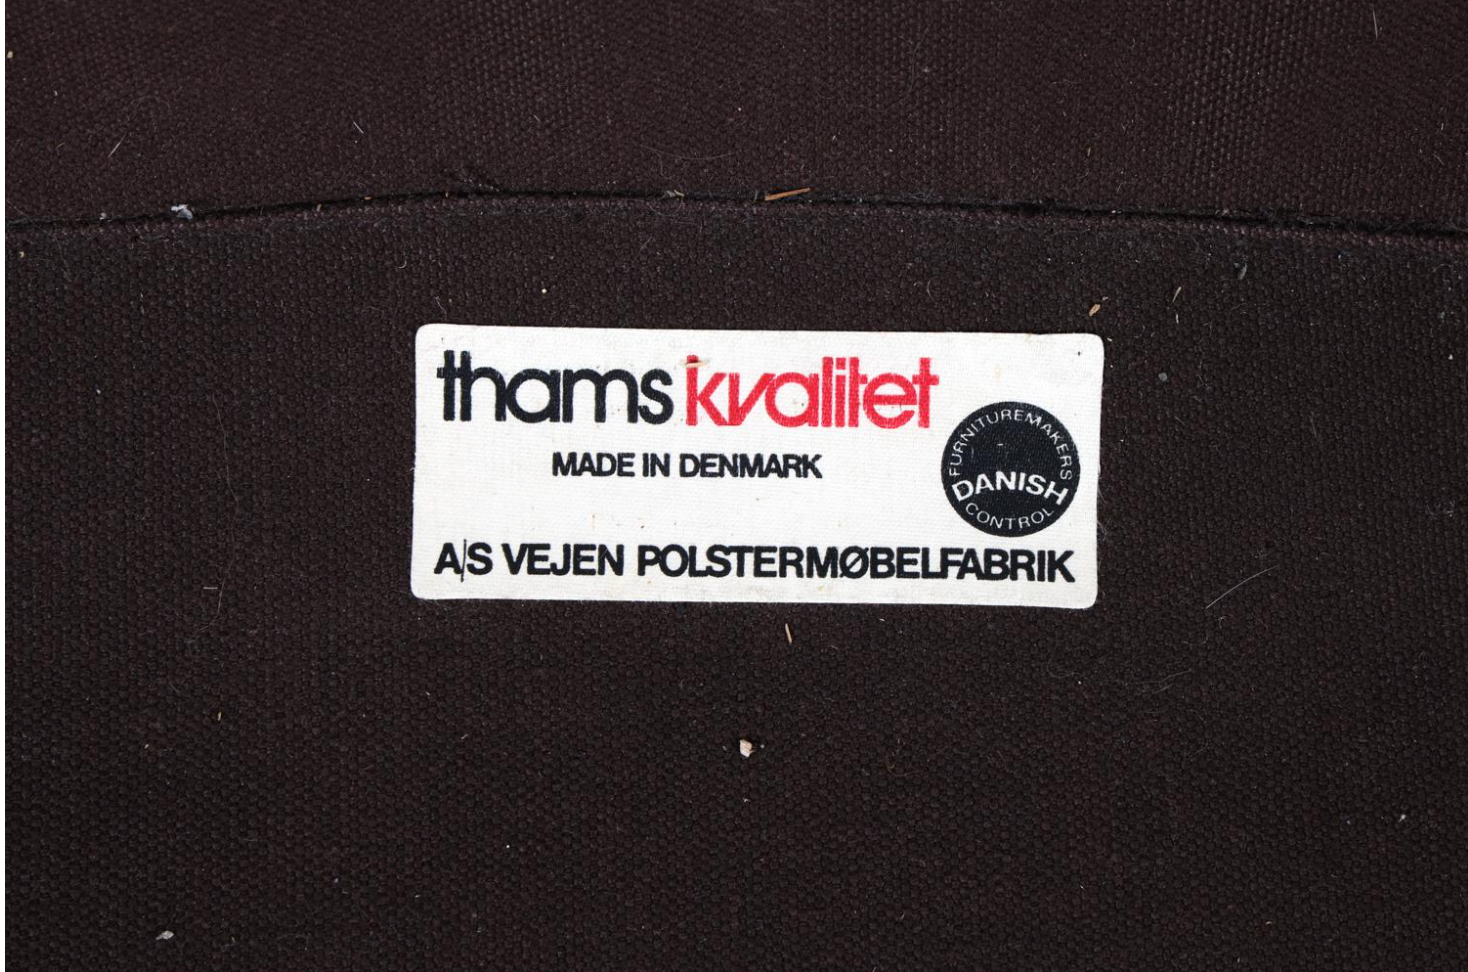 thams kvalitet
MADE IN DENMARK
FURNITUREMAKERS
DANISH
CONTROL
A/S VEJEN POLSTERMØBELFABRIK